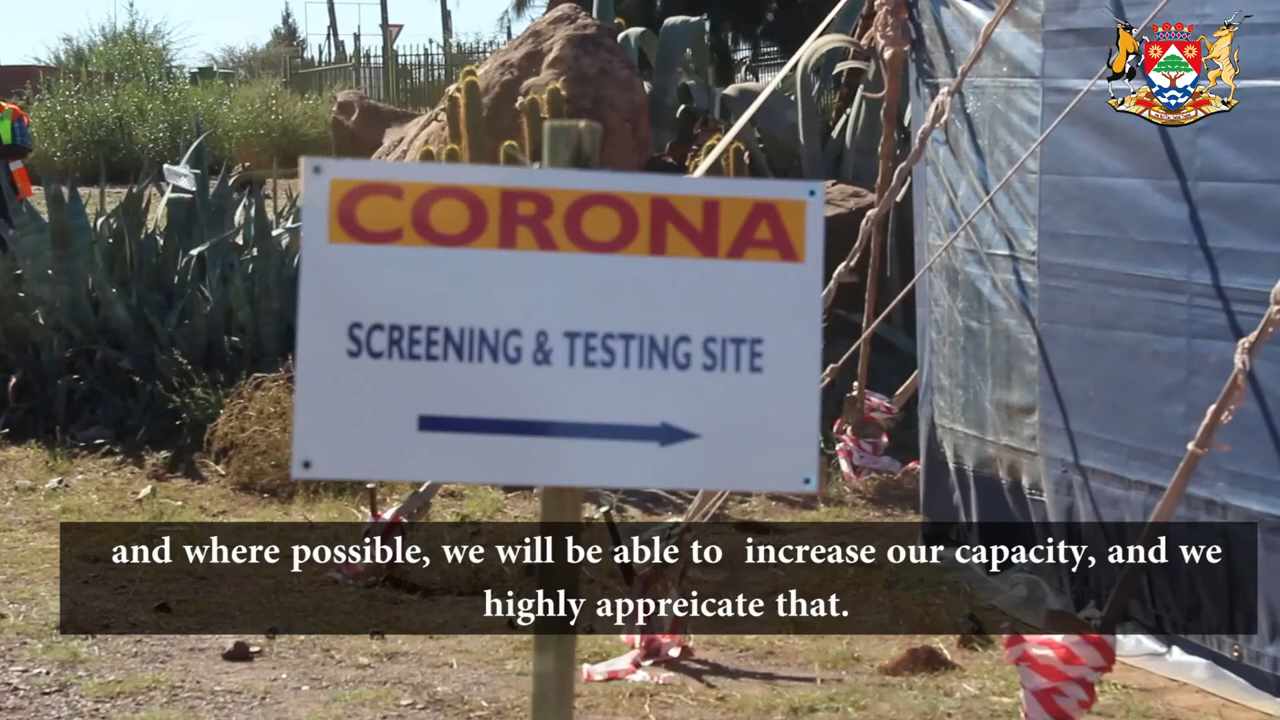 CORONA
SCREENING & TESTING SITE
and where possible, we will be able to increase our capacity, and we
highly appreicate that.